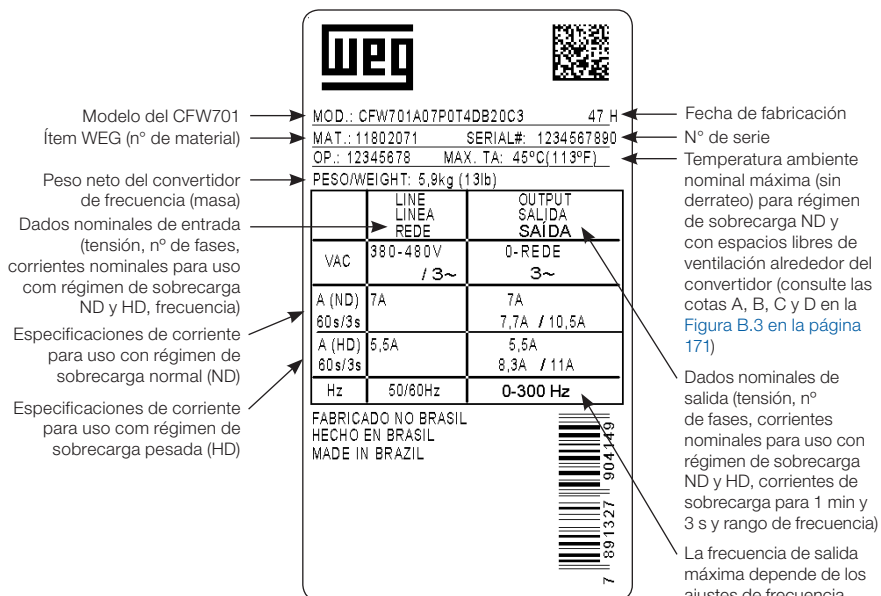 weg
Modelo del CFW701
Ítem WEG (n° de material)
Peso neto del convertidor
de frecuencia (masa)
Dados nominales de entrada
(tensión, nº de fases,
corrientes nominales para uso
com régimen de sobrecarga
ND y HD, frecuencia)
Especificaciones de corriente
para uso con régimen de
sobrecarga normal (ND)
Especificaciones de corriente
para uso com régimen de
sobrecarga pesada (HD)
MOD.: CFW701A07P0T4DB20C3 47 H
MAT.: 11802071 SERIAL#: 1234567890
OP.: 12345678 MAX. TA: 45ºC(113ºF)
PESO/WEIGHT: 5,9kg (13lb)
LINE
LINEA
REDE
OUTPUT
SALIDA
SAÍDA
VAC 380-480V 0-REDE
/ 3~ 3~
A (ND) 7A 7A
60s/3s 7,7A / 10,5A
A (HD) 5,5A 5,5A
60s/3s 8,3A / 11A
Hz 50/60Hz 0-300 Hz
FABRICADO NO BRASIL
HECHO EN BRASIL
MADE IN BRAZIL
7 891327 904149
Fecha de fabricación
N° de serie
Temperatura ambiente
nominal máxima (sin
derrateo) para régimen
de sobrecarga ND y
con espacios libres de
ventilación alrededor del
convertidor (consulte las
cotas A, B, C y D en la
Figura B.3 en la página
171)
Dados nominales de
salida (tensión, nº
de fases, corrientes
nominales para uso con
régimen de sobrecarga
ND y HD, corrientes de
sobrecarga para 1 min y
3 s y rango de frecuencia)
La frecuencia de salida
máxima depende de los
ajustes de frecuencia